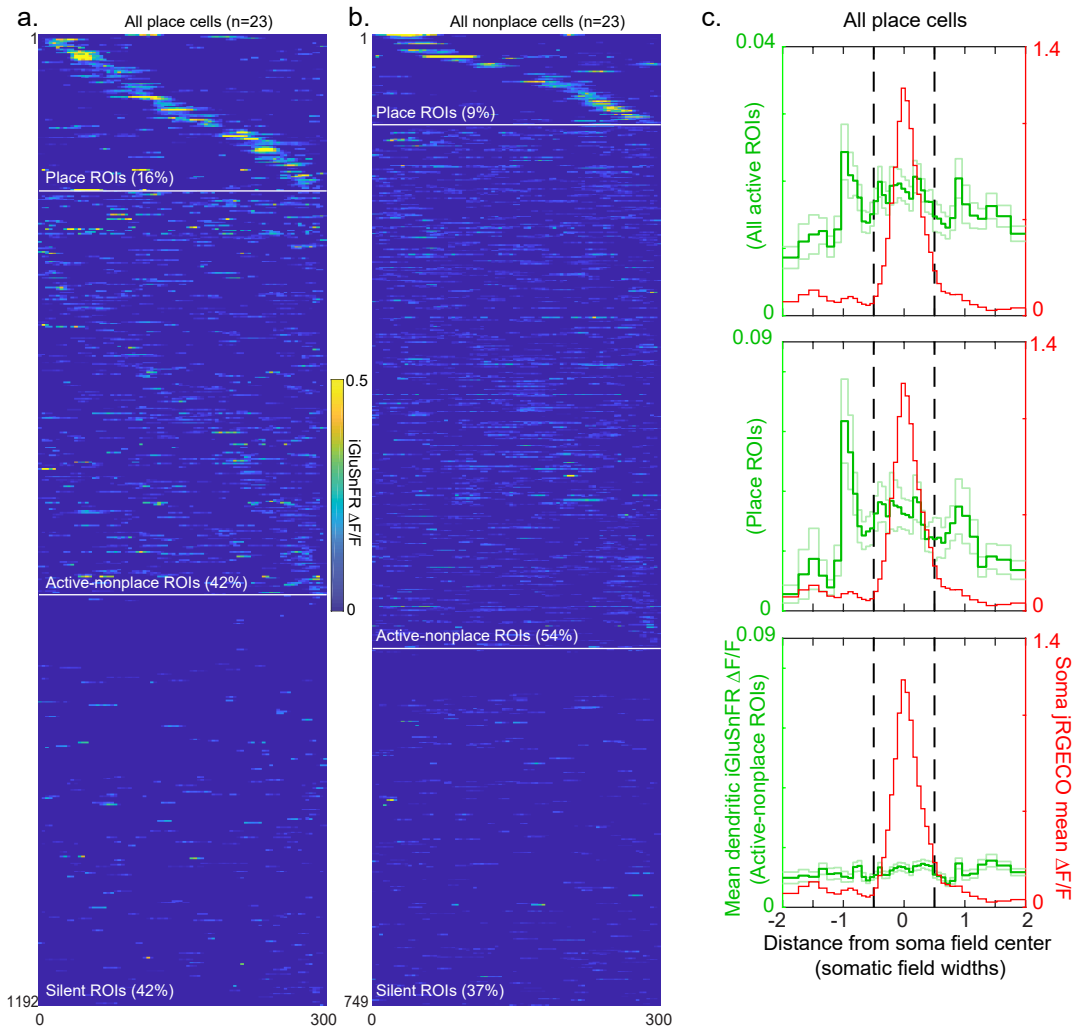 a.
All place cells (n=23)
1
Place ROIs (16%)
Active-nonplace ROIs (42%)
Silent ROIs (42%)
1192
0
300
0.5
iGluSnFR ΔF/F
0
b.
All nonplace cells (n=23)
1
Place ROIs (9%)
Active-nonplace ROIs (54%)
Silent ROIs (37%)
749
0
300
c.
All place cells
0.04
(All active ROIs)
0
1.4
0
0.09
(Place ROIs)
0
1.4
0
0.09
Mean dendritic iGluSnFR ΔF/F
(Active-nonplace ROIs)
0
1.4
Soma jRGECO mean ΔF/F
0
-2
-1
0
1
2
Distance from soma field center
(somatic field widths)